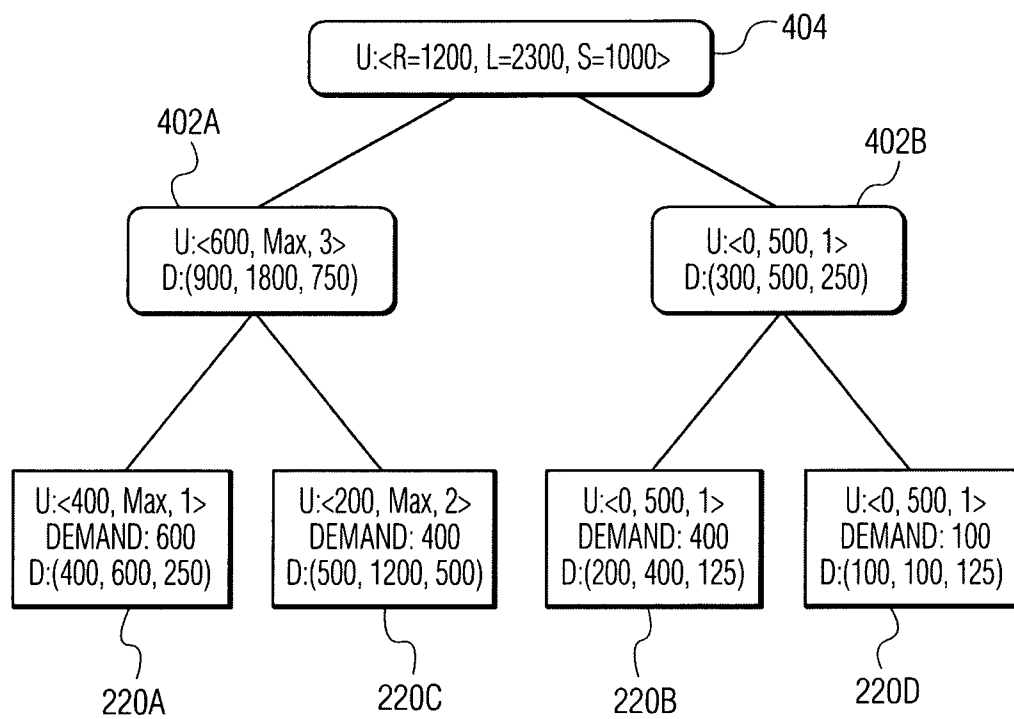 404
U:<R=1200, L=2300, S=1000>
402A
402B
U:<600, Max, 3>
D:(900, 1800, 750)
U:<0, 500, 1>
D:(300, 500, 250)
U:<400, Max, 1>
DEMAND: 600
D:(400, 600, 250)
U:<200, Max, 2>
DEMAND: 400
D:(500, 1200, 500)
U:<0, 500, 1>
DEMAND: 400
D:(200, 400, 125)
U:<0, 500, 1>
DEMAND: 100
D:(100, 100, 125)
220A
220C
220B
220D